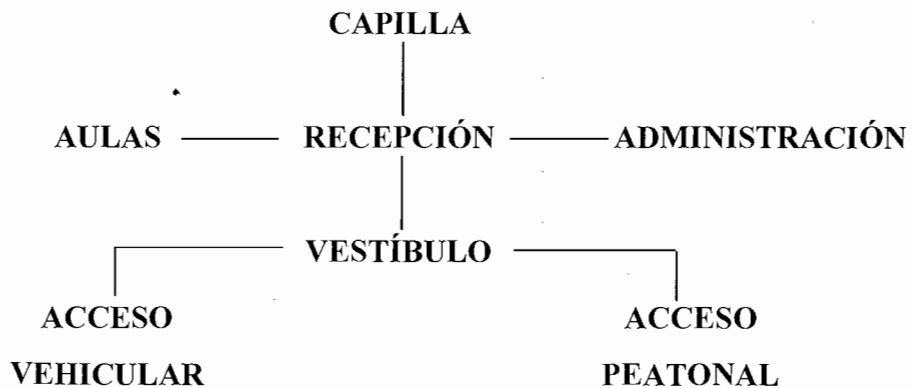 CAPILLA
AULAS RECEPCIÓN ADMINISTRACIÓN
VESTÍBULO
ACCESO ACCESO
VEHICULAR PEATONAL